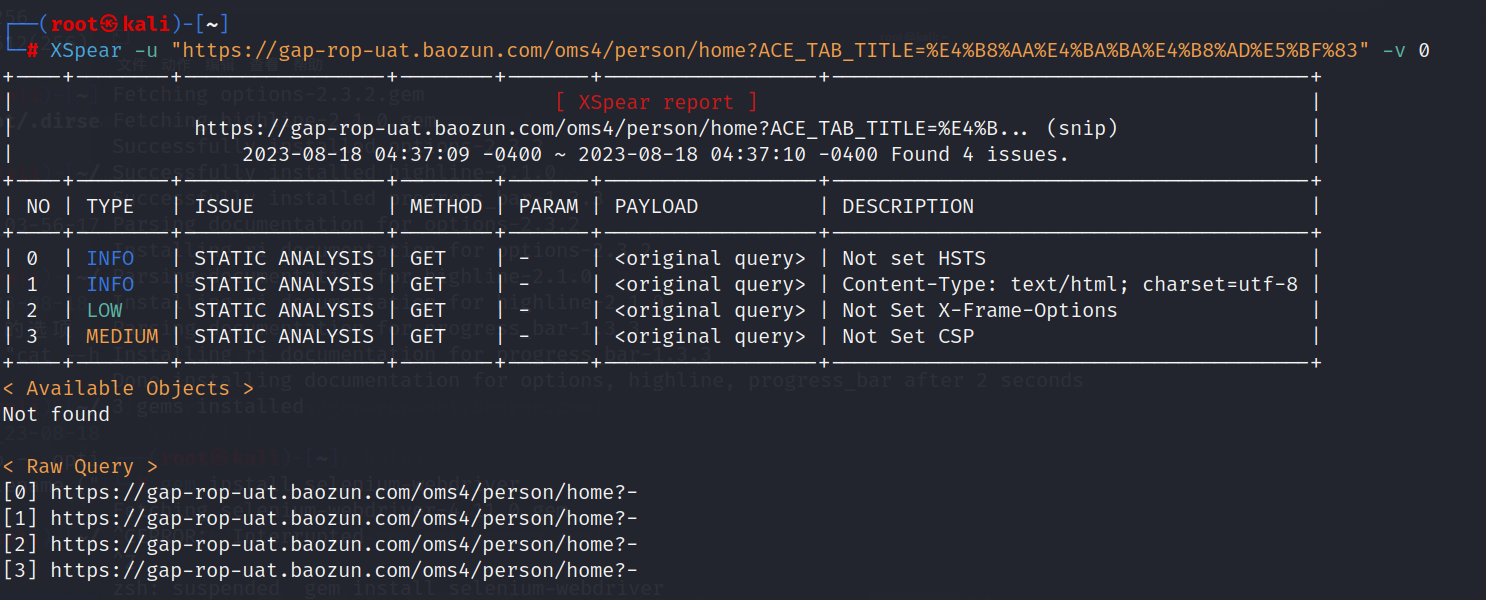 (root㉿kali)-[~]
# XSpear -u "https://gap-rop-uat.baozun.com/oms4/person/home?ACE_TAB_TITLE=%E4%B8%AA%E4%BA%BA%E4%B8%AD%E5%BF%83" -v 0
[ XSpear report ]
https://gap-rop-uat.baozun.com/oms4/person/home?ACE_TAB_TITLE=%E4%B... (snip)
2023-08-18 04:37:09 -0400 ~ 2023-08-18 04:37:10 -0400 Found 4 issues.
| NO | TYPE | ISSUE | METHOD | PARAM | PAYLOAD | DESCRIPTION |
| 0 | INFO | STATIC ANALYSIS | GET | - | <original query> | Not set HSTS |
| 1 | INFO | STATIC ANALYSIS | GET | - | <original query> | Content-Type: text/html; charset=utf-8 |
| 2 | LOW | STATIC ANALYSIS | GET | - | <original query> | Not Set X-Frame-Options |
| 3 | MEDIUM | STATIC ANALYSIS | GET | - | <original query> | Not Set CSP |
< Available Objects >
Not found
< Raw Query >
[0] https://gap-rop-uat.baozun.com/oms4/person/home?-
[1] https://gap-rop-uat.baozun.com/oms4/person/home?-
[2] https://gap-rop-uat.baozun.com/oms4/person/home?-
[3] https://gap-rop-uat.baozun.com/oms4/person/home?-